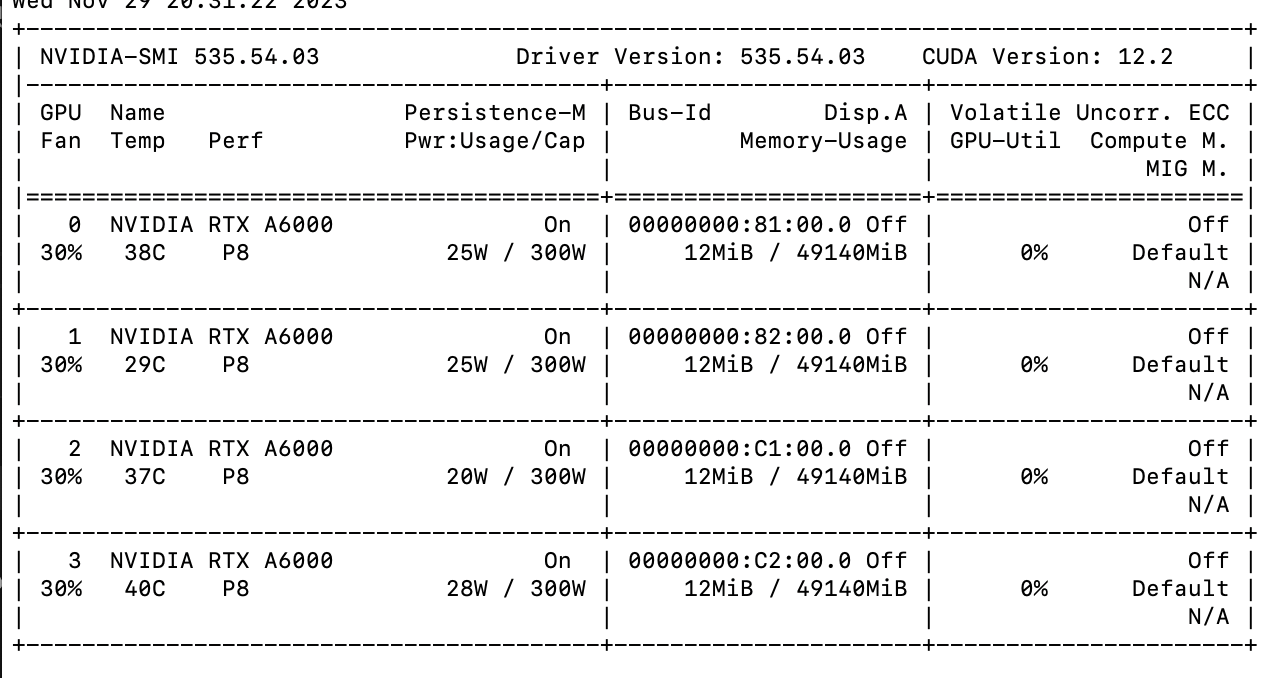 Wed Nov 29 20:31:22 2023
+---------------------------------------------------------------------------------------+
| NVIDIA-SMI 535.54.03              Driver Version: 535.54.03    CUDA Version: 12.2     |
|-----------------------------------------+----------------------+----------------------+
| GPU  Name                 Persistence-M | Bus-Id        Disp.A | Volatile Uncorr. ECC |
| Fan  Temp   Perf          Pwr:Usage/Cap |         Memory-Usage | GPU-Util  Compute M. |
|                                         |                      |               MIG M. |
|=========================================+======================+======================|
|   0  NVIDIA RTX A6000               On  | 00000000:81:00.0 Off |                  Off |
| 30%   38C    P8               25W / 300W |     12MiB / 49140MiB |      0%      Default |
|                                         |                      |                  N/A |
+-----------------------------------------+----------------------+----------------------+
|   1  NVIDIA RTX A6000               On  | 00000000:82:00.0 Off |                  Off |
| 30%   29C    P8               25W / 300W |     12MiB / 49140MiB |      0%      Default |
|                                         |                      |                  N/A |
+-----------------------------------------+----------------------+----------------------+
|   2  NVIDIA RTX A6000               On  | 00000000:C1:00.0 Off |                  Off |
| 30%   37C    P8               20W / 300W |     12MiB / 49140MiB |      0%      Default |
|                                         |                      |                  N/A |
+-----------------------------------------+----------------------+----------------------+
|   3  NVIDIA RTX A6000               On  | 00000000:C2:00.0 Off |                  Off |
| 30%   40C    P8               28W / 300W |     12MiB / 49140MiB |      0%      Default |
|                                         |                      |                  N/A |
+-----------------------------------------+----------------------+----------------------+